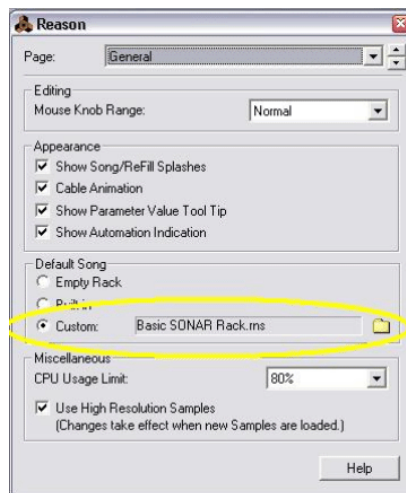 Reason
Page: General
Editing
Mouse Knob Range: Normal
Appearance
Show Song/ReFill Splashes
Cable Animation
Show Parameter Value Tool Tip
Show Automation Indication
Default Song
Empty Rack
Custom: Basic SONAR Rack.rns
Miscellaneous
CPU Usage Limit: 80%
Use High Resolution Samples
(Changes take effect when new Samples are loaded.)
Help